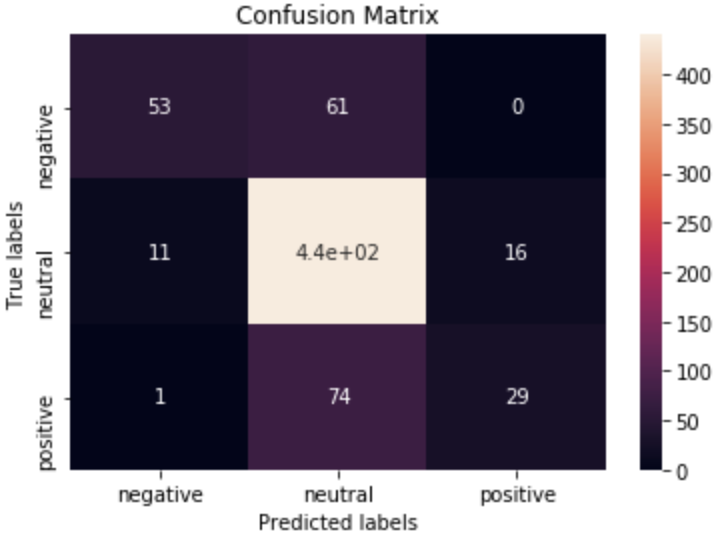 Confusion Matrix
True labels
negative
53 61 0
neutral
11 4.4e+02 16
positive
1 74 29
negative neutral positive
Predicted labels
400
350
300
250
200
150
100
50
0